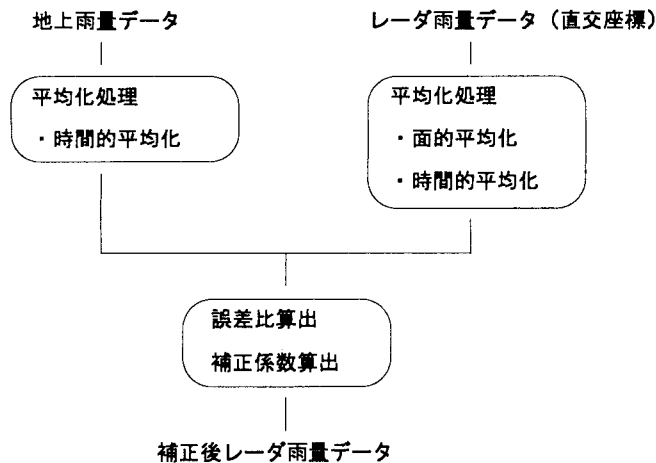 地上雨量データ
レーダ雨量データ（直交座標）
平均化処理
・時間的平均化
平均化処理
・面的平均化
・時間的平均化
誤差比算出
補正係数算出
補正後レーダ雨量データ